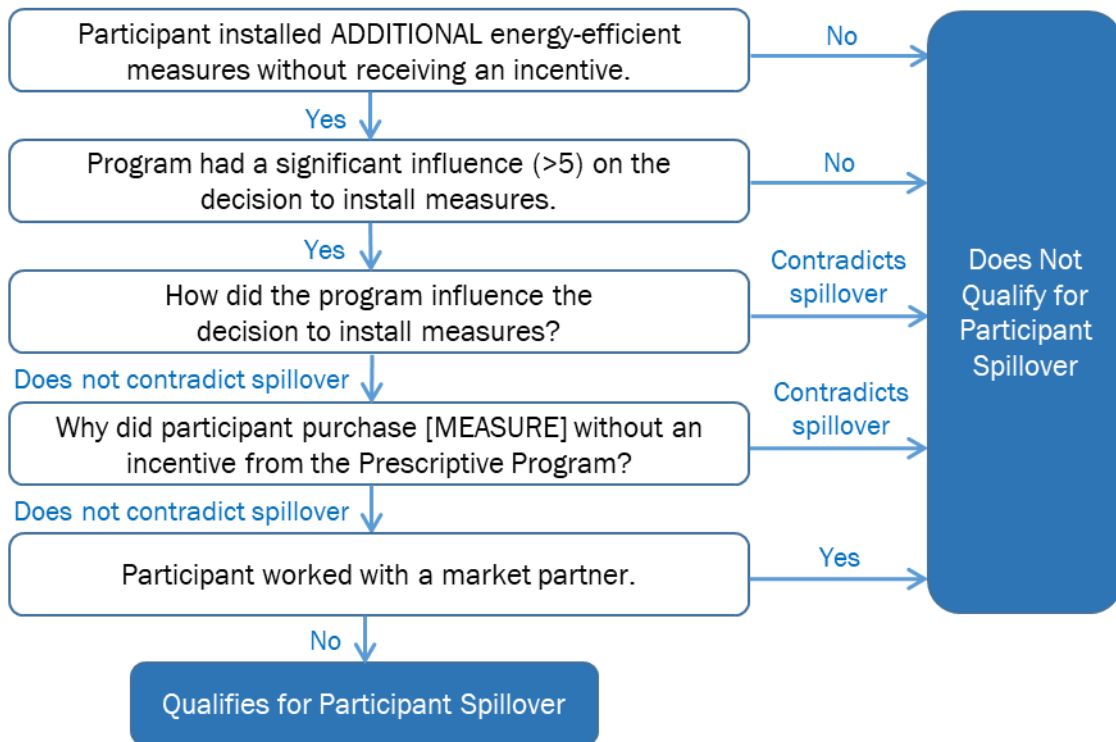 Participant installed ADDITIONAL energy-efficient
measures without receiving an incentive.
No
Yes
Program had a significant influence (>5) on the
decision to install measures.
No
Yes
How did the program influence the
decision to install measures?
Contradicts
spillover
Does not contradict spillover
Why did participant purchase [MEASURE] without an
incentive from the Prescriptive Program?
Contradicts
spillover
Does not contradict spillover
Participant worked with a market partner.
Yes
No
Qualifies for Participant Spillover
Does Not
Qualify for
Participant
Spillover